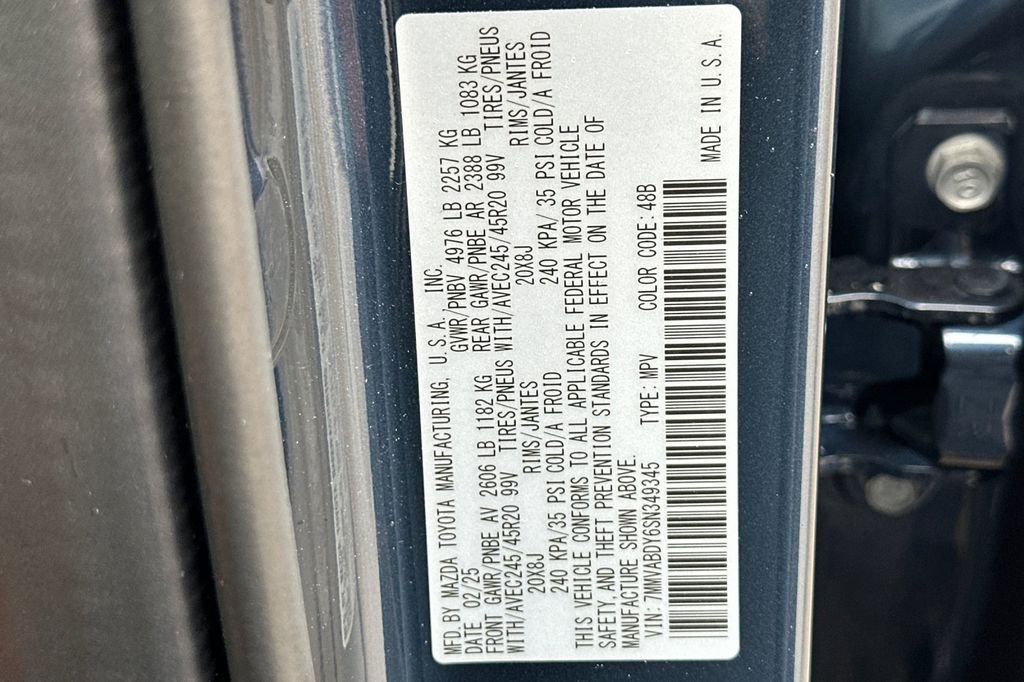 MFD. BY MAZDA TOYOTA MANUFACTURING, U.S.A., INC.
DATE 02/25 GVWR/PNBV 4976 LB 2257 KG
FRONT GAWR/PNBE AV 2606 LB 1182 KG REAR GAWR/PNBE AR 2388 LB 1083 KG
WITH/AVEC245/45R20 99V TIRES/PNEUS WITH/AVEC245/45R20 99V TIRES/PNEUS
20X8J RIMS/JANTES 20X8J RIMS/JANTES
240 KPA/35 PSI COLD/A FROID 240 KPA/ 35 PSI COLD/A FROID
THIS VEHICLE CONFORMS TO ALL APPLICABLE FEDERAL MOTOR VEHICLE
SAFETY AND THEFT PREVENTION STANDARDS IN EFFECT ON THE DATE OF
MANUFACTURE SHOWN ABOVE.
VIN: 7MMVABDY6SN349345 TYPE: MPV COLOR CODE: 48B
MADE IN U.S.A.